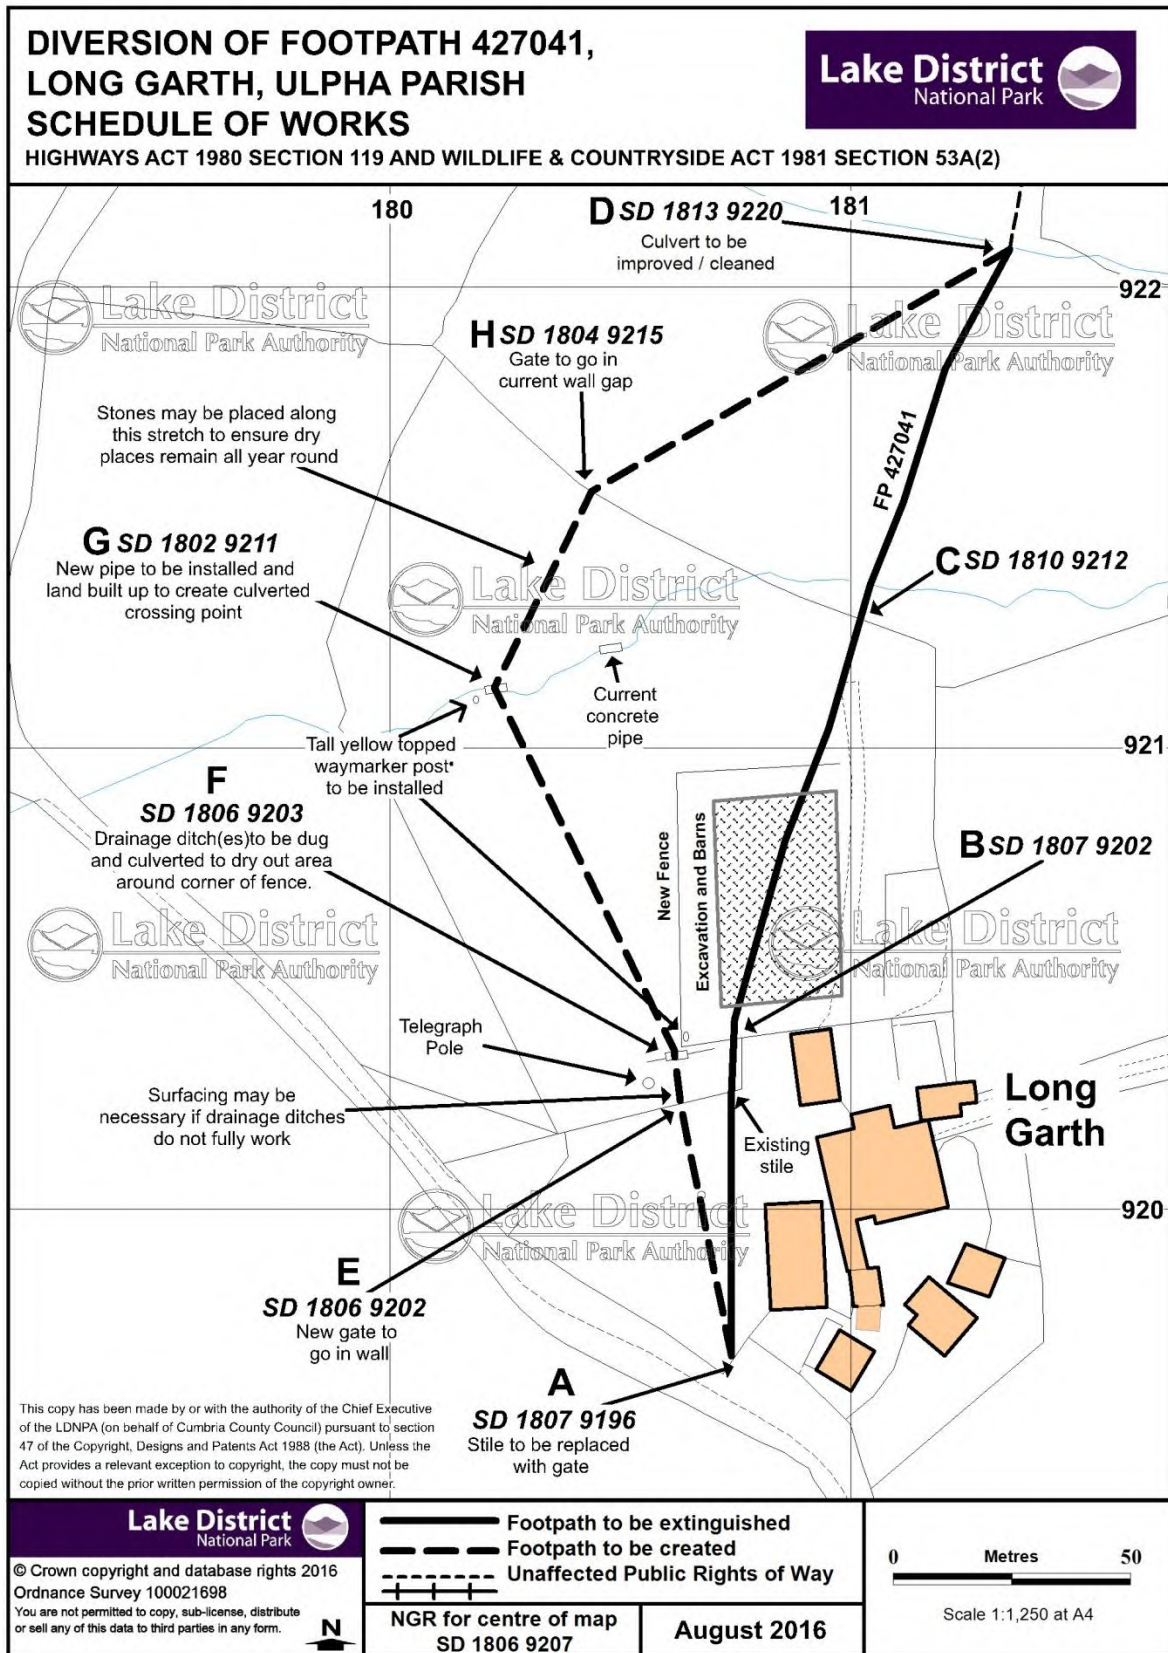 DIVERSION OF FOOTPATH 427041,
LONG GARTH, ULPHA PARISH
SCHEDULE OF WORKS
HIGHWAYS ACT 1980 SECTION 119 AND WILDLIFE & COUNTRYSIDE ACT 1981 SECTION 53A(2)
Lake District
National Park
180
D SD 1813 9220
181
Culvert to be
improved / cleaned
922
Lake District
National Park Authority
Lake District
National Park Authority
H SD 1804 9215
Gate to go in
current wall gap
Stones may be placed along
this stretch to ensure dry
places remain all year round
FP 427041
G SD 1802 9211
New pipe to be installed and
land built up to create culverted
crossing point
C SD 1810 9212
Lake District
National Park Authority
Current
concrete
pipe
921
Tall yellow topped
waymarker post*
to be installed
F
SD 1806 9203
Drainage ditch(es)to be dug
and culverted to dry out area
around corner of fence.
New Fence
Excavation and Barns
B SD 1807 9202
Lake District
National Park Authority
Lake District
National Park Authority
Telegraph
Pole
Surfacing may be
necessary if drainage ditches
do not fully work
Long
Garth
Existing
stile
920
Lake District
National Park Authority
E
SD 1806 9202
New gate to
go in wall
A
SD 1807 9196
Stile to be replaced
with gate
This copy has been made by or with the authority of the Chief Executive
of the LDNPA (on behalf of Cumbria County Council) pursuant to section
47 of the Copyright, Designs and Patents Act 1988 (the Act). Unless the
Act provides a relevant exception to copyright, the copy must not be
copied without the prior written permission of the copyright owner.
Lake District
National Park
© Crown copyright and database rights 2016
Ordnance Survey 100021698
You are not permitted to copy, sub-license, distribute
or sell any of this data to third parties in any form.
N
Footpath to be extinguished
Footpath to be created
Unaffected Public Rights of Way
NGR for centre of map
SD 1806 9207
August 2016
0 Metres 50
Scale 1:1,250 at A4